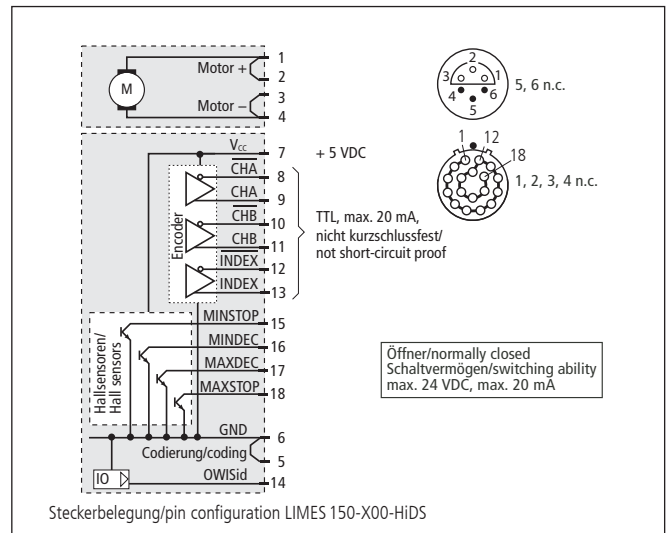 Motor +
1
2
M
Motor –
3
4
2
3 1
4 6
5
5, 6 n.c.
1 12
18
1, 2, 3, 4 n.c.
Vcc 7 + 5 VDC
CHA 8
CHA 9
CHB 10
CHB 11
INDEX 12
INDEX 13
Encoder
TTL, max. 20 mA,
nicht kurzschlussfest/
not short-circuit proof
Hallsensoren/
Hall sensors
MINSTOP 15
MINDEC 16
MAXDEC 17
MAXSTOP 18
Öffner/normally closed
Schaltvermögen/switching ability
max. 24 VDC, max. 20 mA
GND 6
Codierung/coding 5
IO OWISid 14
Steckerbelegung/pin configuration LIMES 150-X00-HiDS